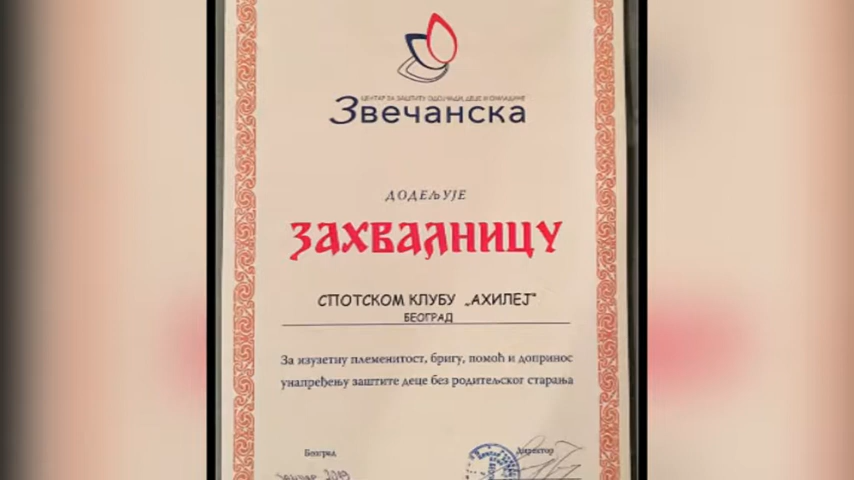 ЦЕНТАР ЗА ЗАШТИТУ ОДОЈЧАДИ, ДЕЦЕ И ОМЛАДИНЕ
Звечанска
ДОДЕЉУЈЕ
ЗАХВАЛНИЦУ
СПОТСКОМ КЛУБУ „АХИЛЕЈ“
БЕОГРАД
За изузетну племенитост, бригу, помоћ и допринос
унапређењу заштите деце без родитељског старања
Београд
Директор